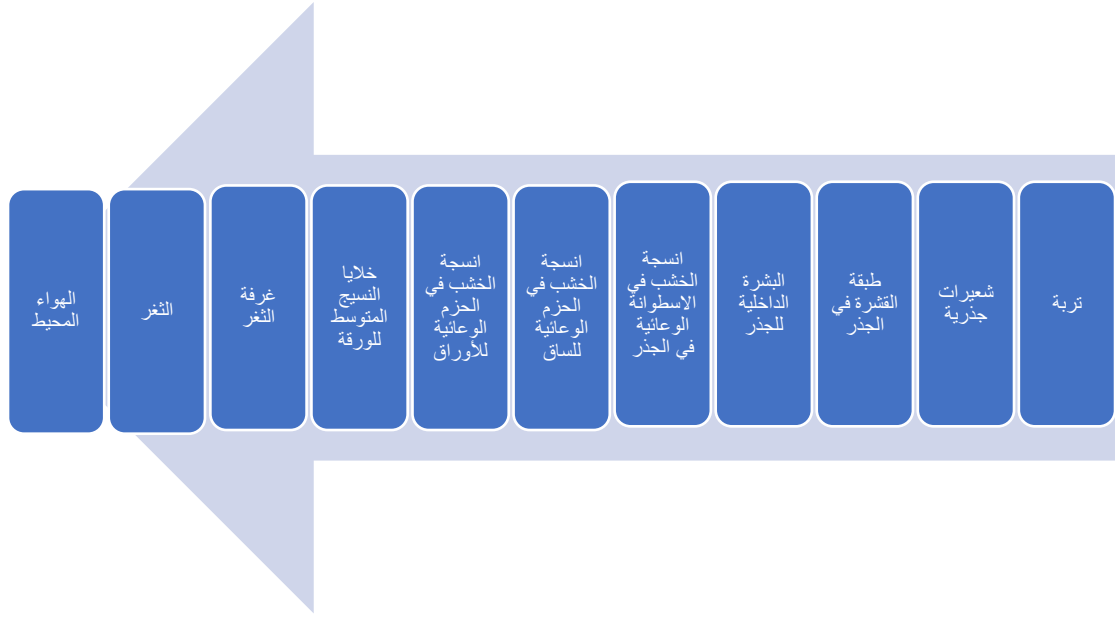 تربة
شعيرات
جذرية
طبقة
القشرة في
الجذر
البشرة
الداخلية
للجذر
انسجة
الخشب في
الاسطوانة
الوعائية
في الجذر
انسجة
الخشب في
الحزم
الوعائية
للساق
انسجة
الخشب في
الحزم
الوعائية
للأوراق
خلايا
النسيج
المتوسط
للورقة
غرفة
الثغر
الثغر
الهواء
المحيط